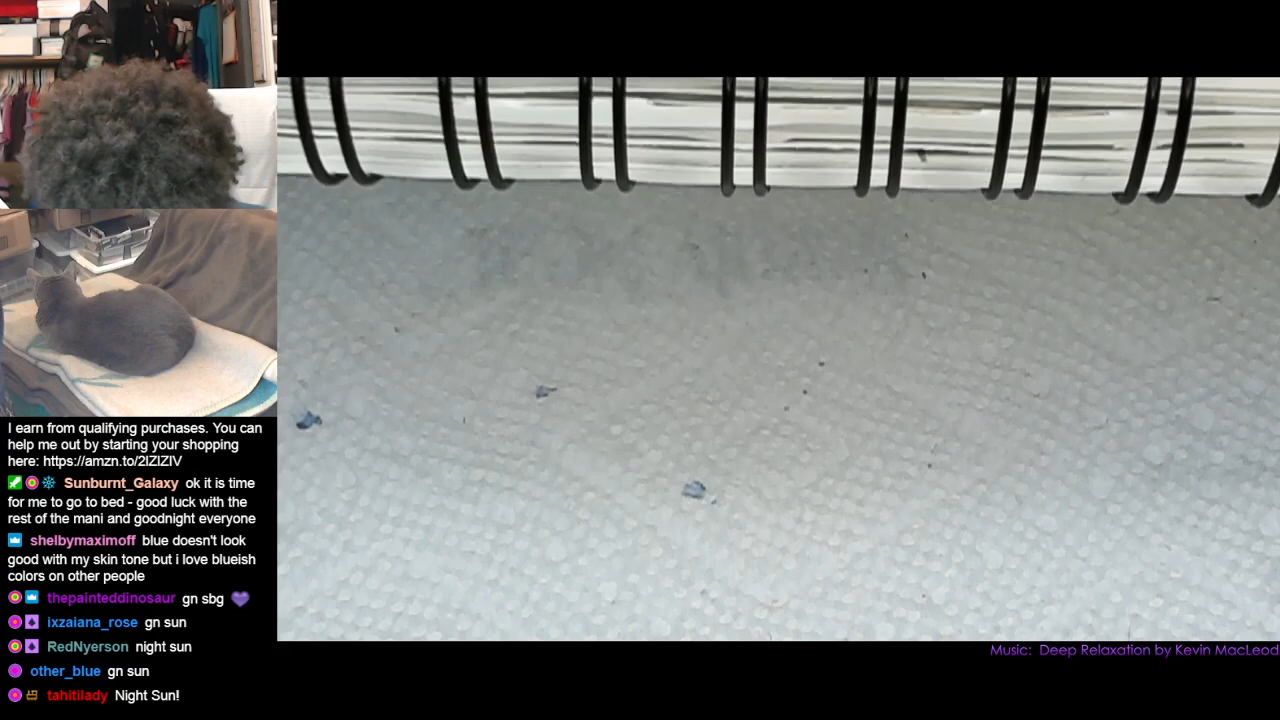 I earn from qualifying purchases. You can
help me out by starting your shopping
here: https://amzn.to/2IZIZIV
Sunburnt_Galaxy ok it is time
for me to go to bed - good luck with the
rest of the mani and goodnight everyone
shelbymaximoff blue doesn't look
good with my skin tone but i love blueish
colors on other people
thepainteddinosaur gn sbg
ixzaiana_rose gn sun
RedNyerson night sun
other_blue gn sun
tahitilady Night Sun!
Music: Deep Relaxation by Kevin MacLeod